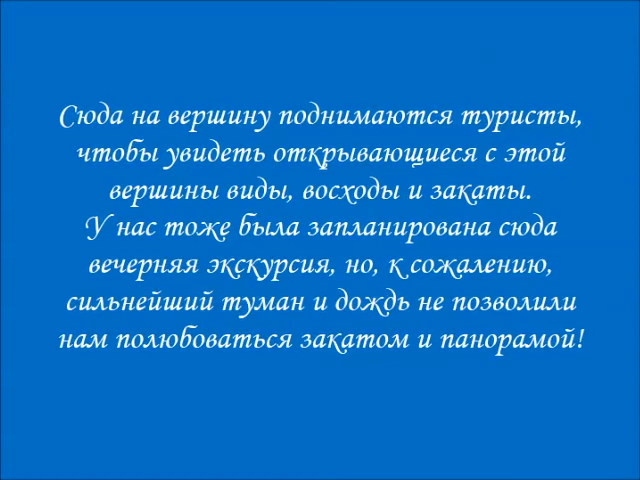 Сюда на вершину поднимаются туристы,
чтобы увидеть открывающиеся с этой
вершины виды, восходы и закаты.
У нас тоже была запланирована сюда
вечерняя экскурсия, но, к сожалению,
сильнейший туман и дождь не позволили
нам полюбоваться закатом и панорамой!